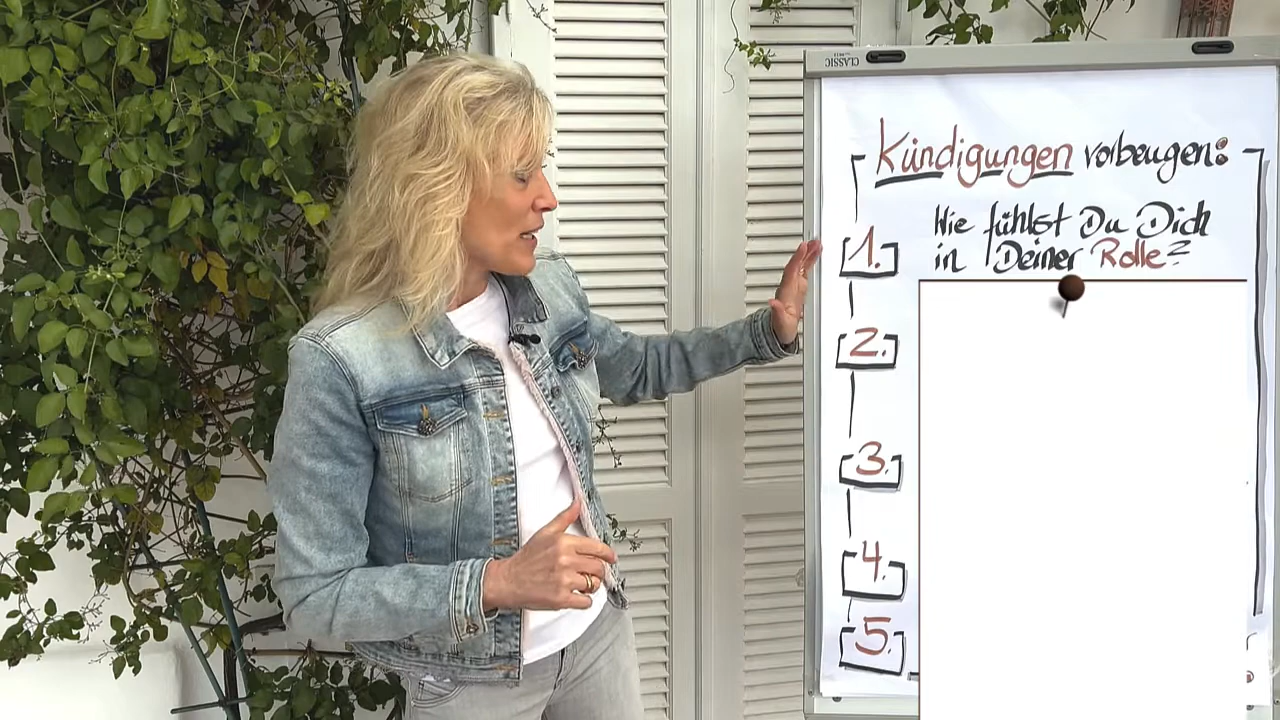 CLASSIC
Kündigungen vorbeugen:
1. Wie fühlst Du Dich
in Deiner Rolle?
2.
3.
4.
5.